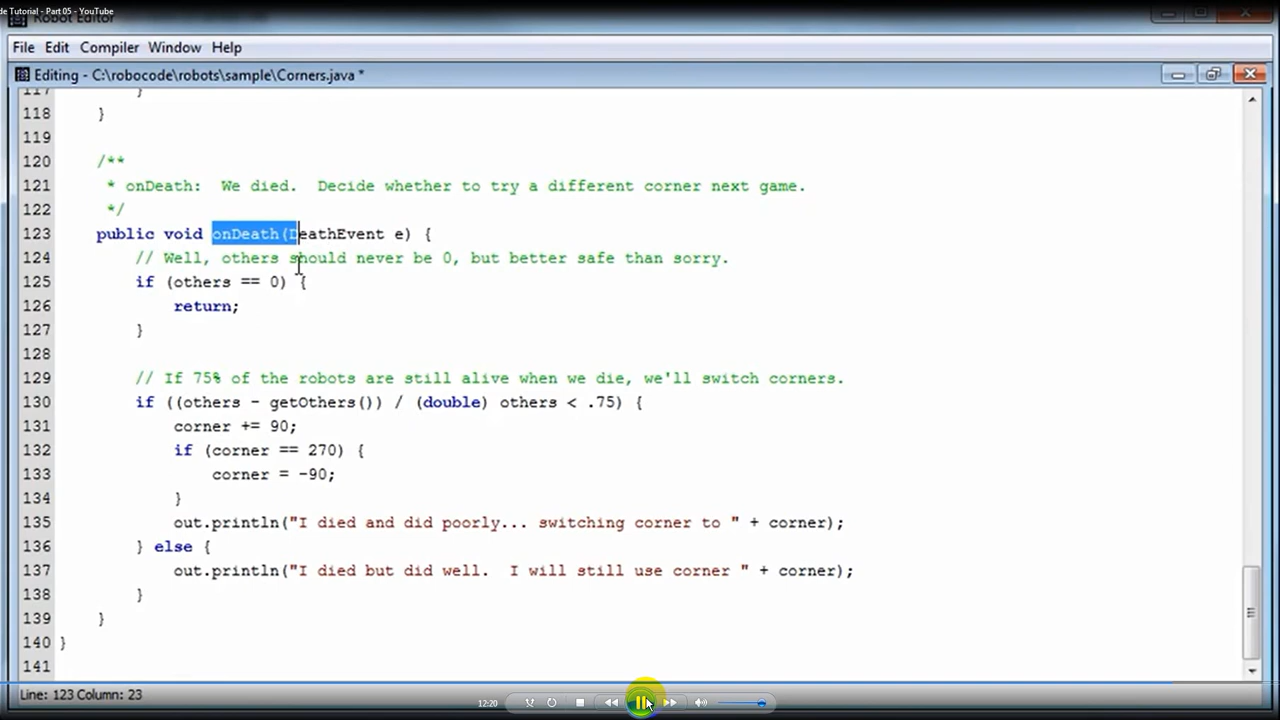 de Tutorial - Part 05 - YouTube
Robot Editor
File Edit Compiler Window Help
Editing - C:\robocode\robots\sample\Corners.java *
117 }
118 }
119
120 /**
121 * onDeath:  We died.  Decide whether to try a different corner next game.
122 */
123 public void onDeath(DeathEvent e) {
124 // Well, others should never be 0, but better safe than sorry.
125 if (others == 0) {
126 return;
127 }
128
129 // If 75% of the robots are still alive when we die, we'll switch corners.
130 if ((others - getOthers()) / (double) others < .75) {
131 corner += 90;
132 if (corner == 270) {
133 corner = -90;
134 }
135 out.println("I died and did poorly... switching corner to " + corner);
136 } else {
137 out.println("I died but did well.  I will still use corner " + corner);
138 }
139 }
140 }
141
Line: 123 Column: 23
12:20